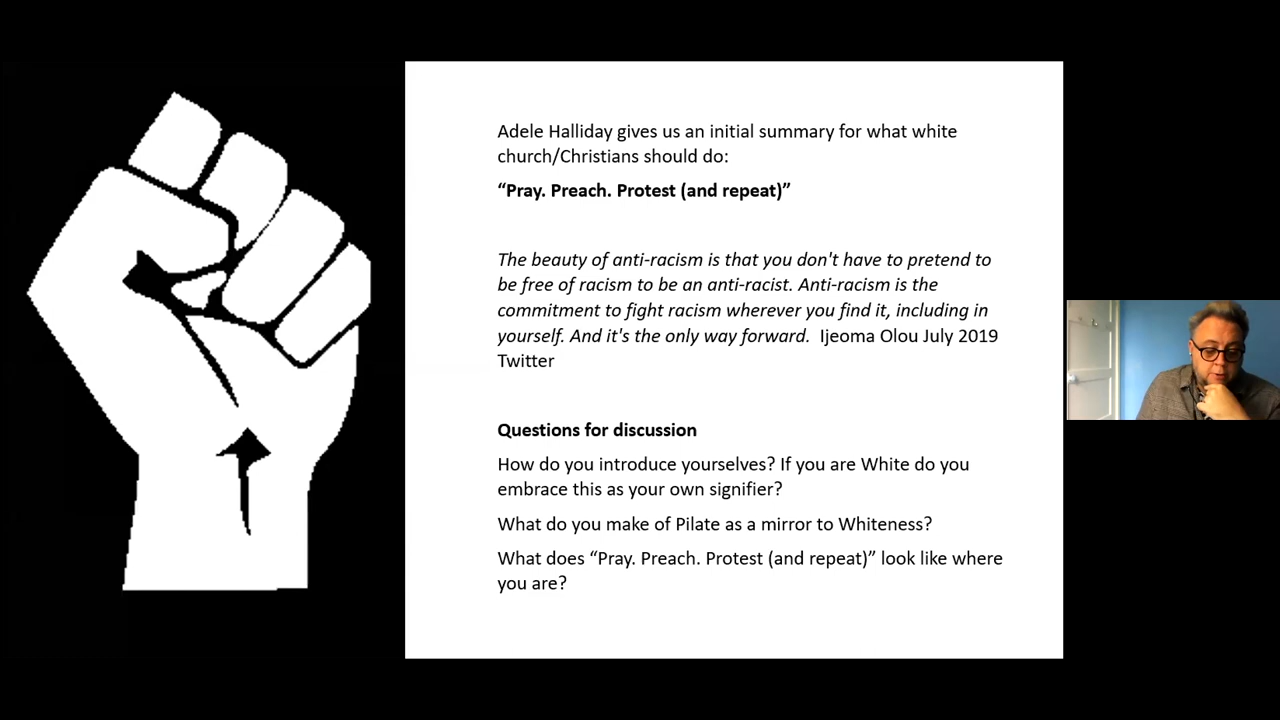 Adele Halliday gives us an initial summary for what white
church/Christians should do:
“Pray. Preach. Protest (and repeat)”
The beauty of anti-racism is that you don't have to pretend to
be free of racism to be an anti-racist. Anti-racism is the
commitment to fight racism wherever you find it, including in
yourself. And it's the only way forward.  Ijeoma Olou July 2019
Twitter
Questions for discussion
How do you introduce yourselves? If you are White do you
embrace this as your own signifier?
What do you make of Pilate as a mirror to Whiteness?
What does “Pray. Preach. Protest (and repeat)” look like where
you are?